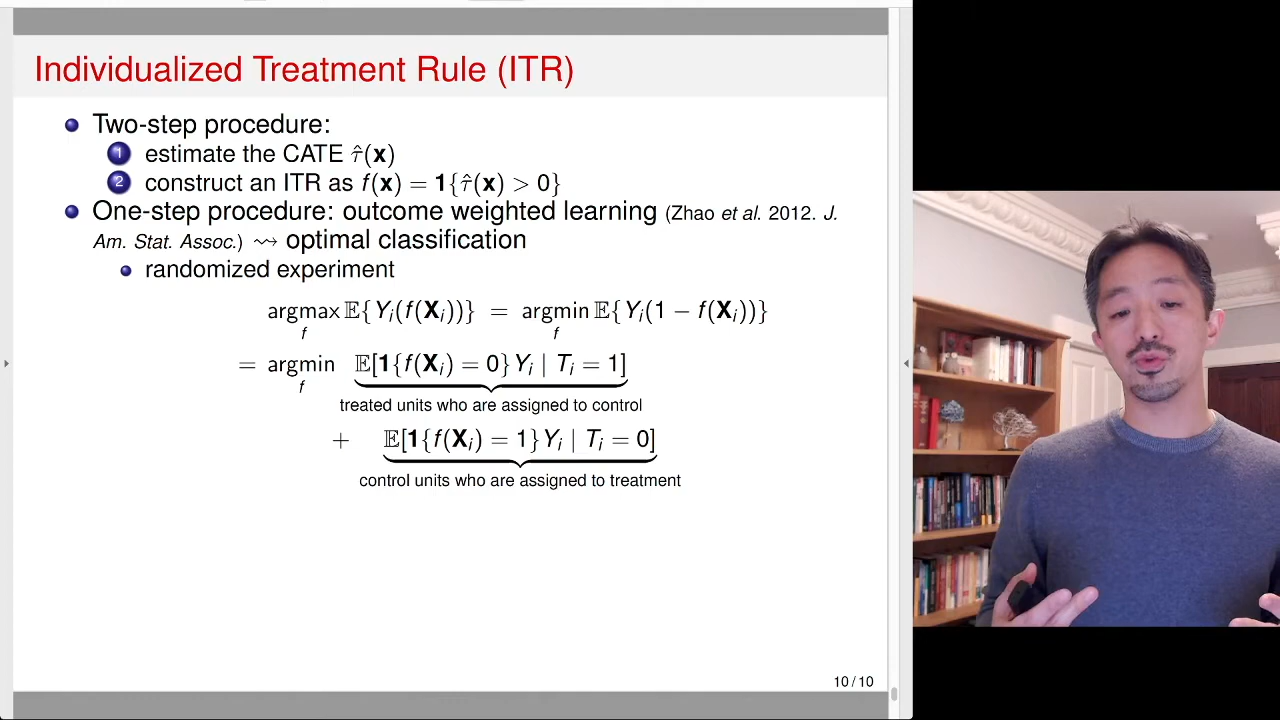 Individualized Treatment Rule (ITR)
Two-step procedure:
1 estimate the CATE τ̂(x)
2 construct an ITR as f(x) = 1{τ̂(x) > 0}
One-step procedure: outcome weighted learning (Zhao et al. 2012. J.
Am. Stat. Assoc.) ⇝ optimal classification
randomized experiment
argmax 𝔼{Yᵢ(f(Xᵢ))} = argmin 𝔼{Yᵢ(1 − f(Xᵢ))}
f f
= argmin 𝔼[1{f(Xᵢ) = 0}Yᵢ | Tᵢ = 1]
f
treated units who are assigned to control
+ 𝔼[1{f(Xᵢ) = 1}Yᵢ | Tᵢ = 0]
control units who are assigned to treatment
10 / 10